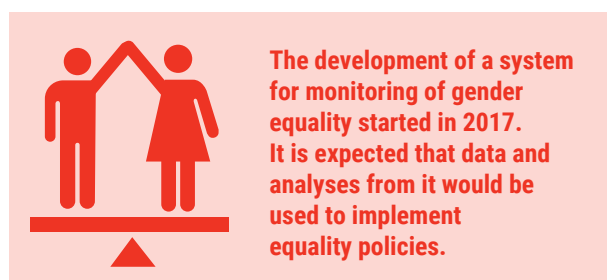 The development of a system
for monitoring of gender
equality started in 2017.
It is expected that data and
analyses from it would be
used to implement
equality policies.